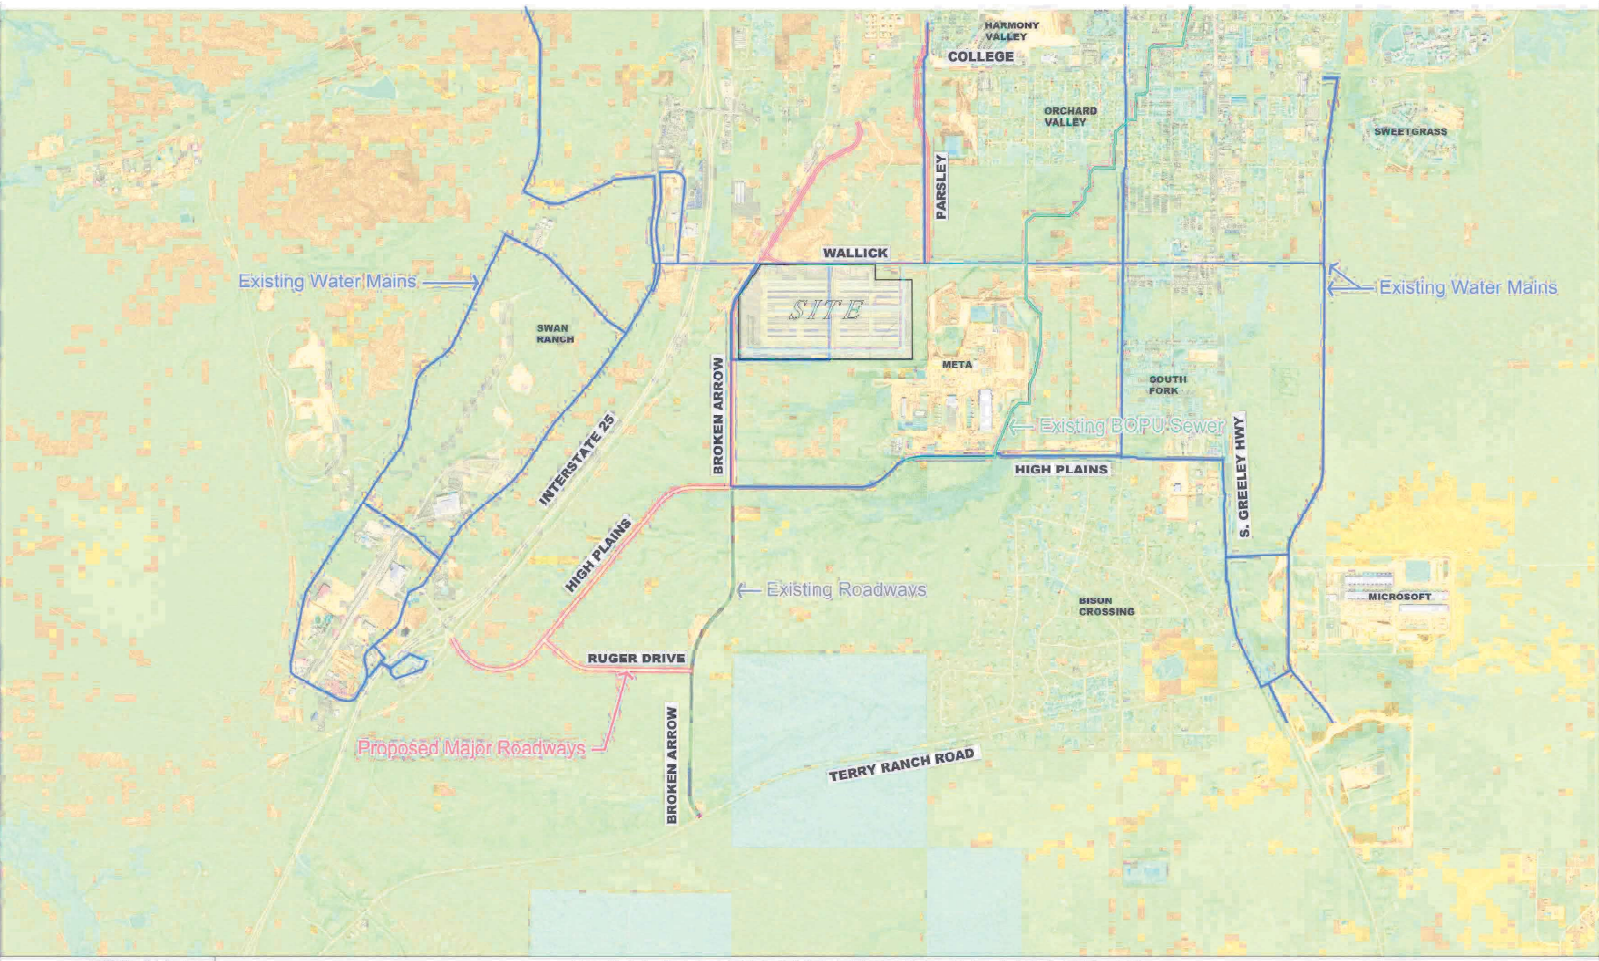 HARMONY
VALLEY
COLLEGE
ORCHARD
VALLEY
SWEETGRASS
PARSLEY
WALLICK
Existing Water Mains
Existing Water Mains
SITE
SWAN
RANCH
META
SOUTH
FORK
BROKEN ARROW
INTERSTATE 25
Existing BOPU Sewer
S. GREELEY HWY
HIGH PLAINS
HIGH PLAINS
Existing Roadways
BISON
CROSSING
MICROSOFT
RUGER DRIVE
Proposed Major Roadways
BROKEN ARROW
TERRY RANCH ROAD